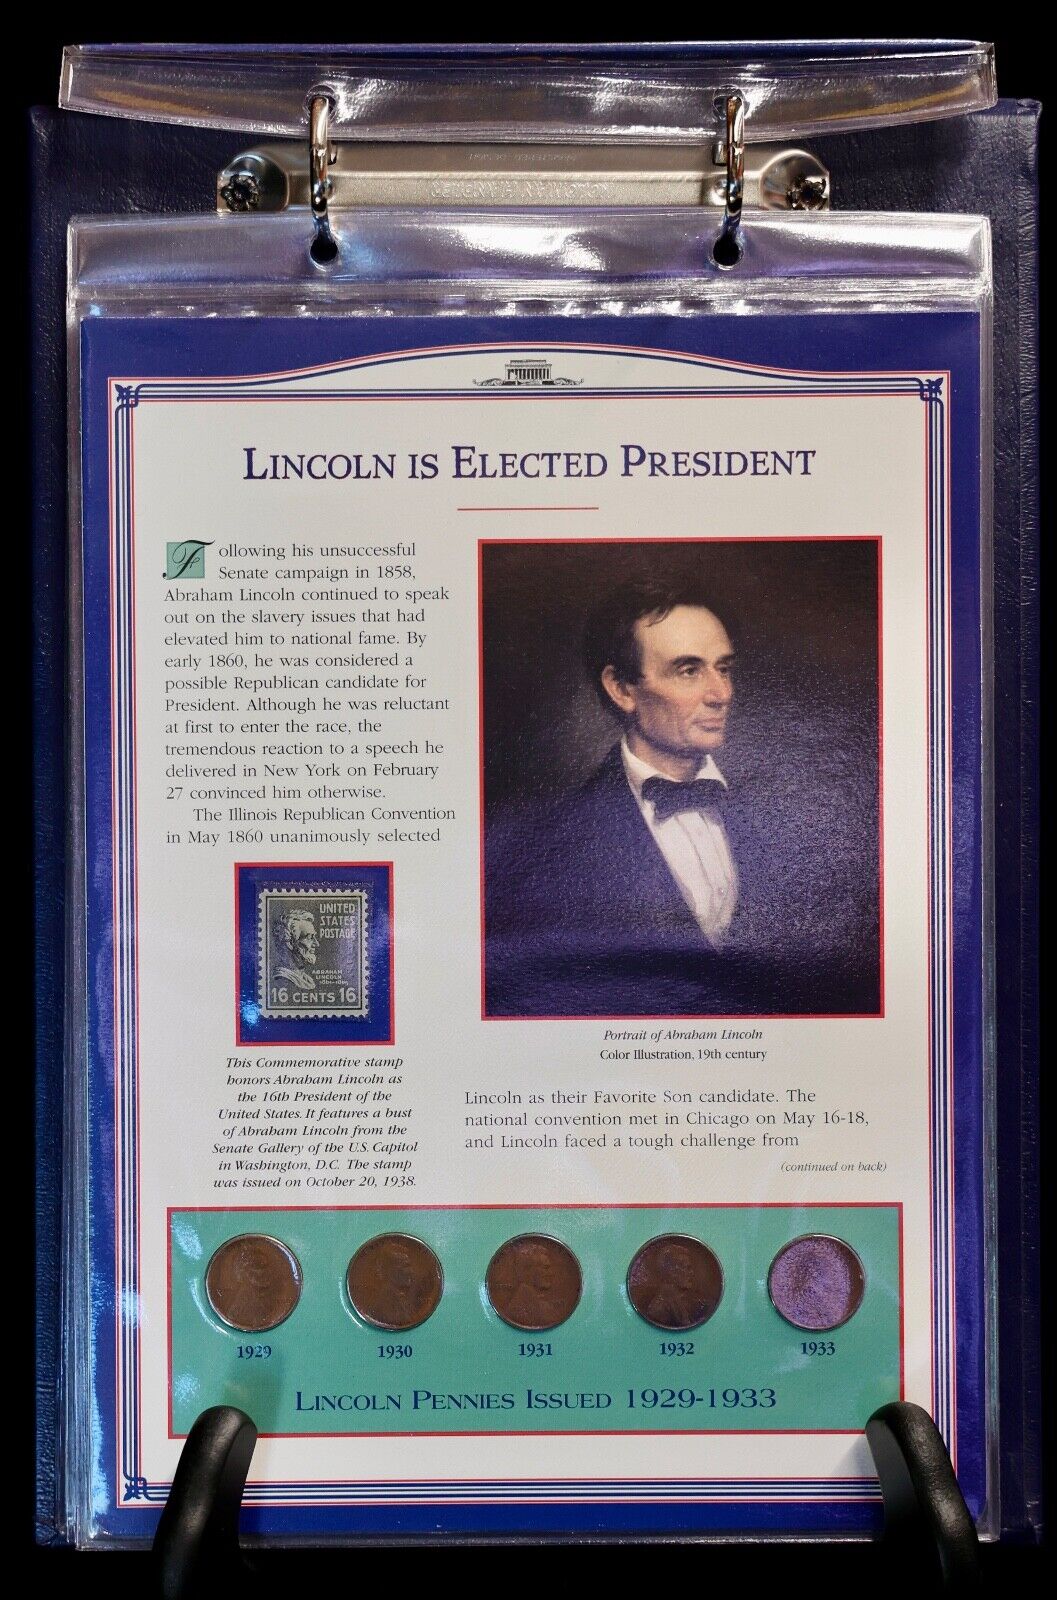 LINCOLN IS ELECTED PRESIDENT
Following his unsuccessful
Senate campaign in 1858,
Abraham Lincoln continued to speak
out on the slavery issues that had
elevated him to national fame. By
early 1860, he was considered a
possible Republican candidate for
President. Although he was reluctant
at first to enter the race, the
tremendous reaction to a speech he
delivered in New York on February
27 convinced him otherwise.
The Illinois Republican Convention
in May 1860 unanimously selected
UNITED
STATES
POSTAGE
ABRAHAM
LINCOLN
16 CENTS 16
This Commemorative stamp
honors Abraham Lincoln as
the 16th President of the
United States. It features a bust
of Abraham Lincoln from the
Senate Gallery of the U.S. Capitol
in Washington, D.C. The stamp
was issued on October 20, 1938.
Portrait of Abraham Lincoln
Color Illustration, 19th century
Lincoln as their Favorite Son candidate. The
national convention met in Chicago on May 16-18,
and Lincoln faced a tough challenge from
(continued on back)
1929 1930 1931 1932 1933
LINCOLN PENNIES ISSUED 1929-1933